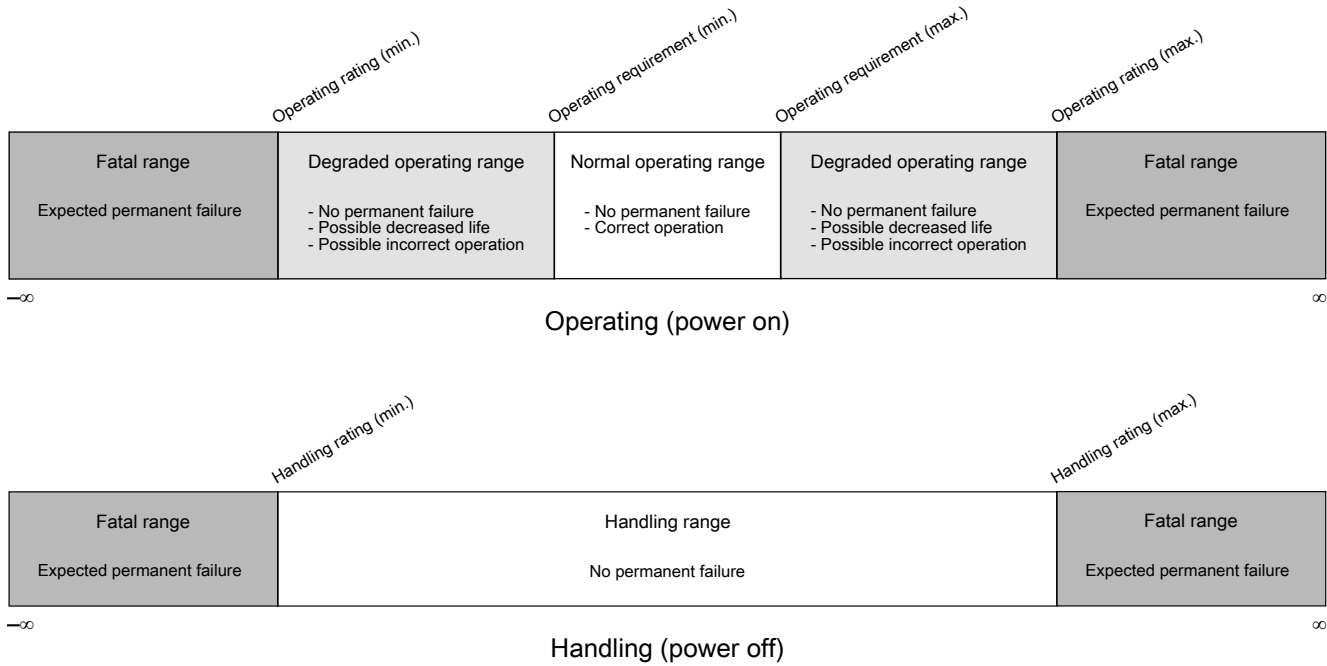 Operating rating (min.)
Operating requirement (min.)
Operating requirement (max.)
Operating rating (max.)
Fatal range
Expected permanent failure
Degraded operating range
- No permanent failure
- Possible decreased life
- Possible incorrect operation
Normal operating range
- No permanent failure
- Correct operation
Degraded operating range
- No permanent failure
- Possible decreased life
- Possible incorrect operation
Fatal range
Expected permanent failure
–∞
∞
Operating (power on)
Handling rating (min.)
Handling rating (max.)
Fatal range
Expected permanent failure
Handling range
No permanent failure
Fatal range
Expected permanent failure
–∞
∞
Handling (power off)